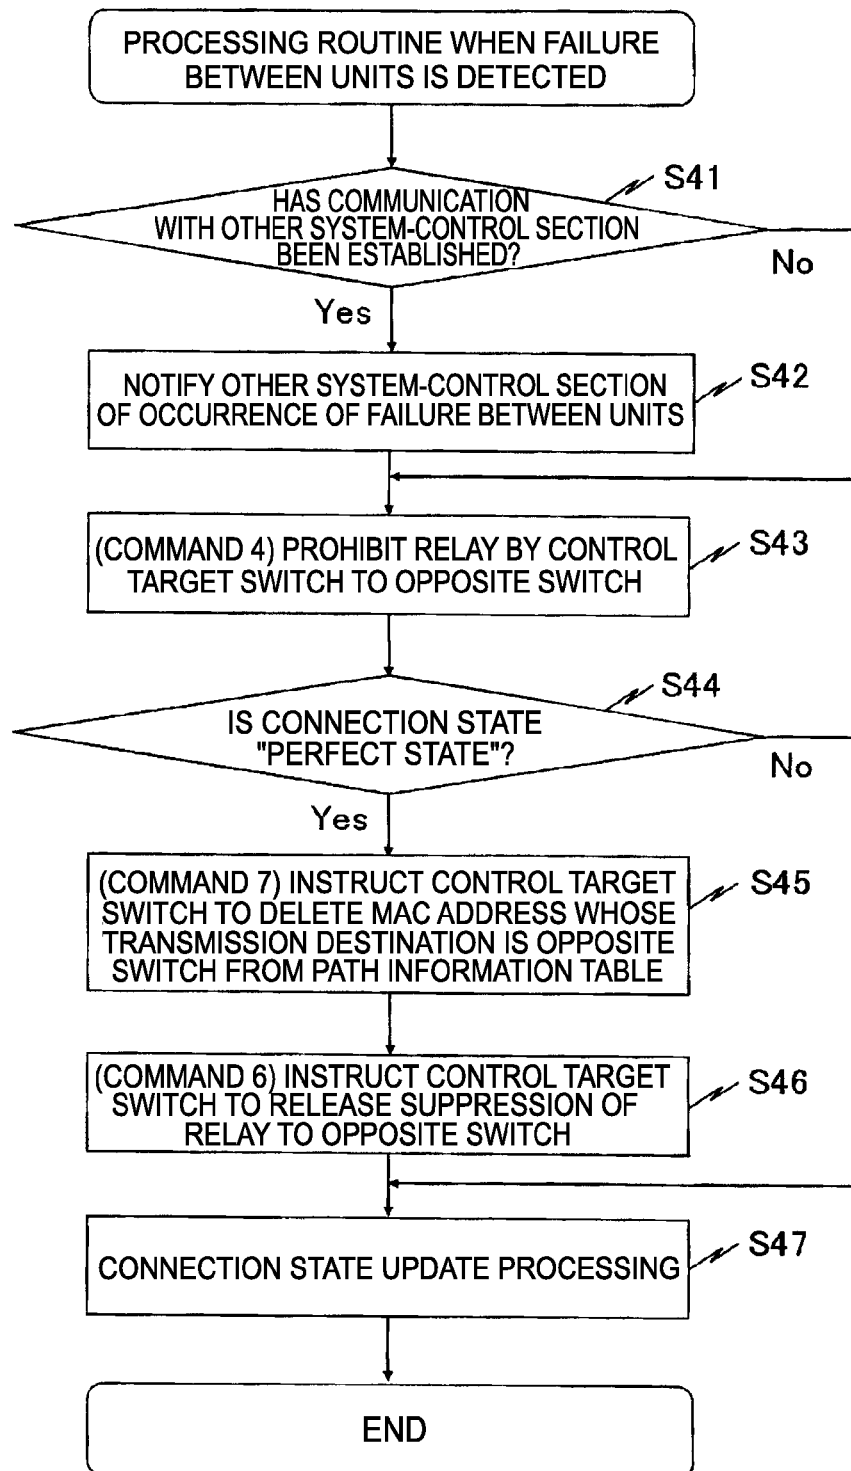 PROCESSING ROUTINE WHEN FAILURE
BETWEEN UNITS IS DETECTED
S41
HAS COMMUNICATION
WITH OTHER SYSTEM-CONTROL SECTION
BEEN ESTABLISHED?
No
Yes
S42
NOTIFY OTHER SYSTEM-CONTROL SECTION
OF OCCURRENCE OF FAILURE BETWEEN UNITS
S43
(COMMAND 4) PROHIBIT RELAY BY CONTROL
TARGET SWITCH TO OPPOSITE SWITCH
S44
IS CONNECTION STATE
"PERFECT STATE"?
No
Yes
S45
(COMMAND 7) INSTRUCT CONTROL TARGET
SWITCH TO DELETE MAC ADDRESS WHOSE
TRANSMISSION DESTINATION IS OPPOSITE
SWITCH FROM PATH INFORMATION TABLE
S46
(COMMAND 6) INSTRUCT CONTROL TARGET
SWITCH TO RELEASE SUPPRESSION OF
RELAY TO OPPOSITE SWITCH
S47
CONNECTION STATE UPDATE PROCESSING
END